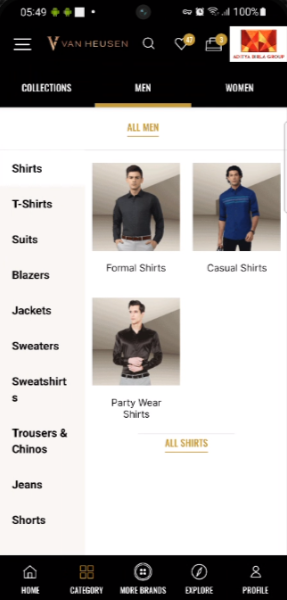 05:49 100%
VAN HEUSEN 47 3
ADITYA BIRLA GROUP
COLLECTIONS MEN WOMEN
ALL MEN
Shirts
T-Shirts
Suits
Blazers
Jackets
Sweaters
Sweatshirt
s
Trousers &
Chinos
Jeans
Shorts
Formal Shirts Casual Shirts
Party Wear
Shirts
ALL SHIRTS
HOME CATEGORY MORE BRANDS EXPLORE PROFILE